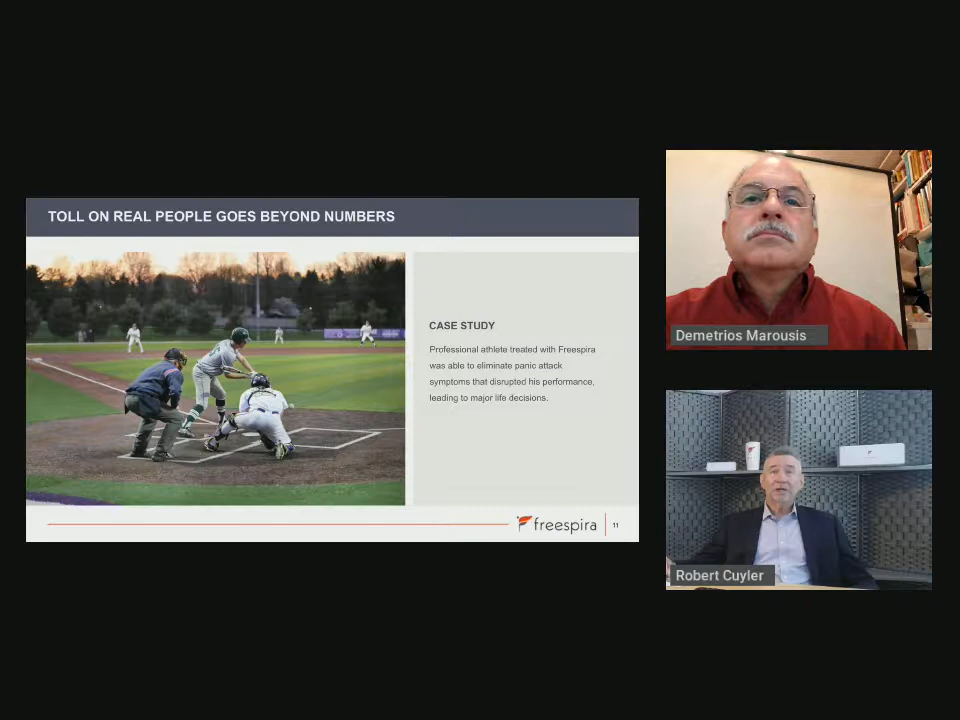 TOLL ON REAL PEOPLE GOES BEYOND NUMBERS
CASE STUDY
Professional athlete treated with Freespira
was able to eliminate panic attack
symptoms that disrupted his performance,
leading to major life decisions.
freespira
11
Demetrios Marousis
Robert Cuyler